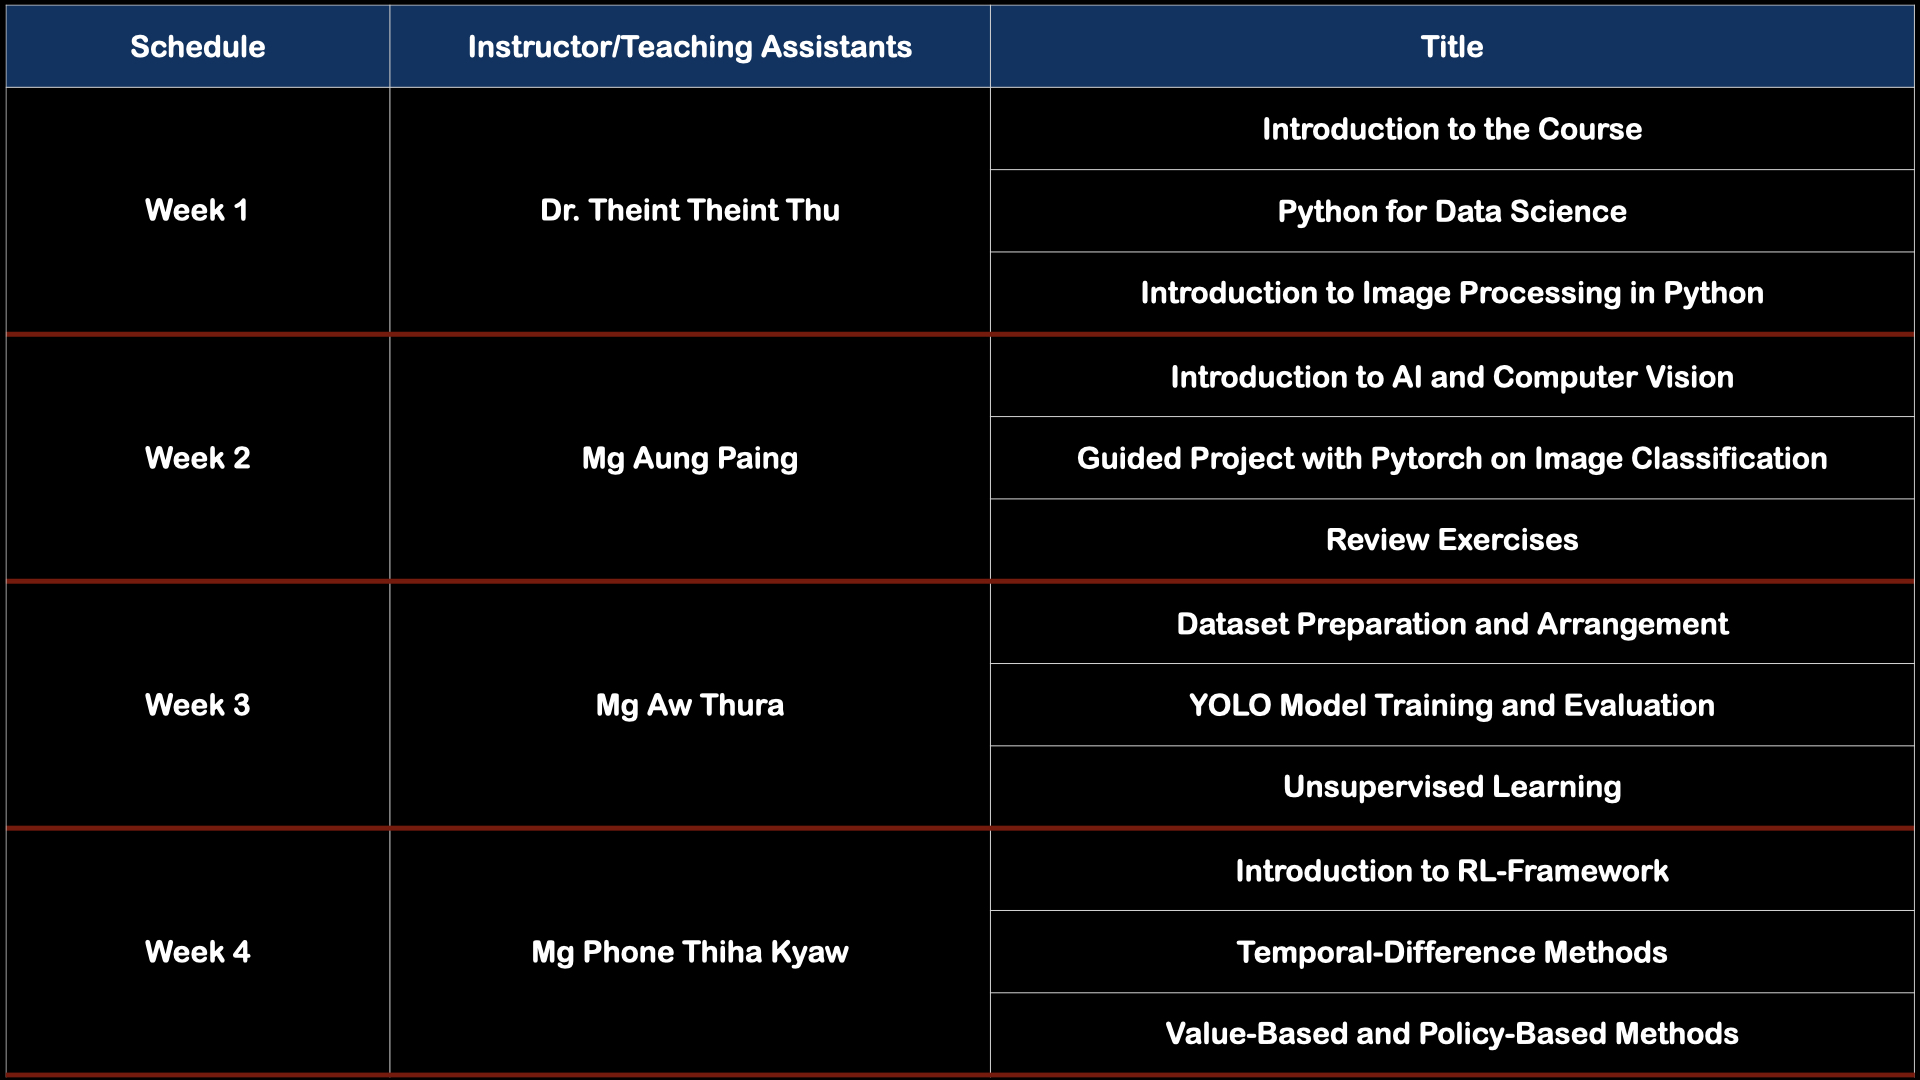 Schedule
Instructor/Teaching Assistants
Title
Week 1
Dr. Theint Theint Thu
Introduction to the Course
Python for Data Science
Introduction to Image Processing in Python
Week 2
Mg Aung Paing
Introduction to AI and Computer Vision
Guided Project with Pytorch on Image Classification
Review Exercises
Week 3
Mg Aw Thura
Dataset Preparation and Arrangement
YOLO Model Training and Evaluation
Unsupervised Learning
Week 4
Mg Phone Thiha Kyaw
Introduction to RL-Framework
Temporal-Difference Methods
Value-Based and Policy-Based Methods